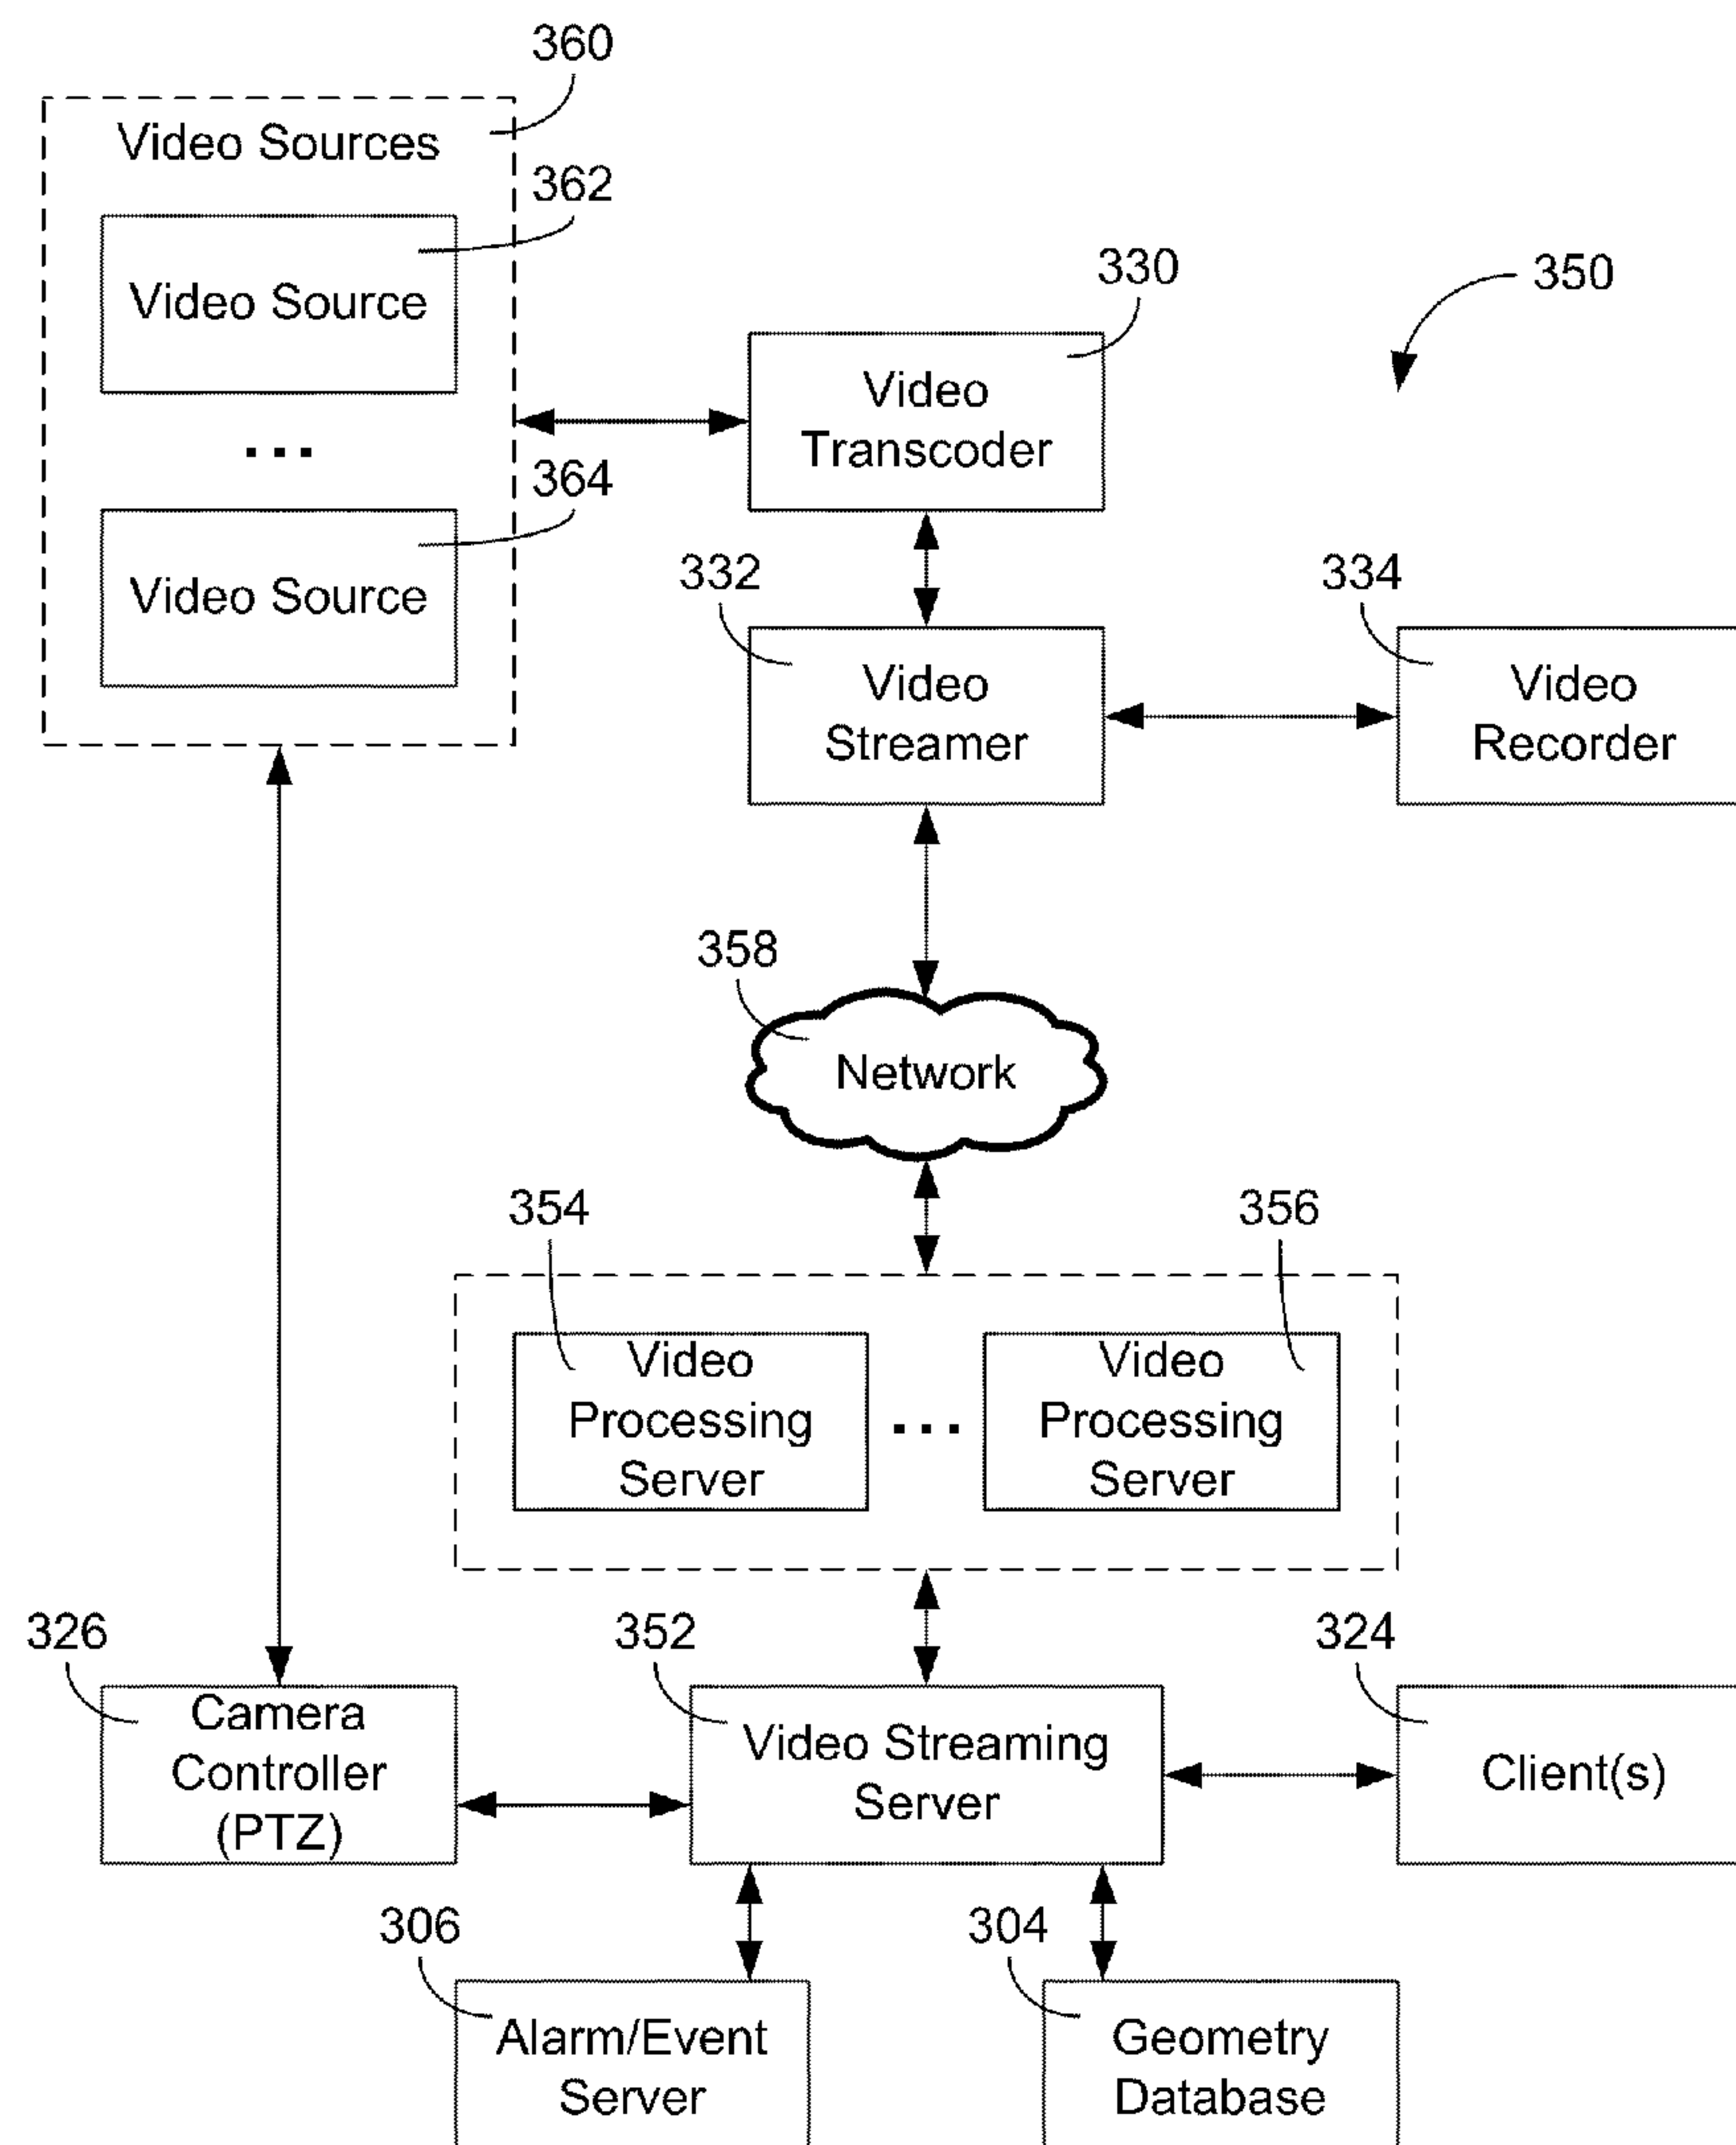 360
Video Sources
362
Video Source
...
364
Video Source
330
Video
Transcoder
350
332
Video
Streamer
334
Video
Recorder
358
Network
354
Video
Processing
Server
...
356
Video
Processing
Server
326
Camera
Controller
(PTZ)
352
Video Streaming
Server
324
Client(s)
306
Alarm/Event
Server
304
Geometry
Database